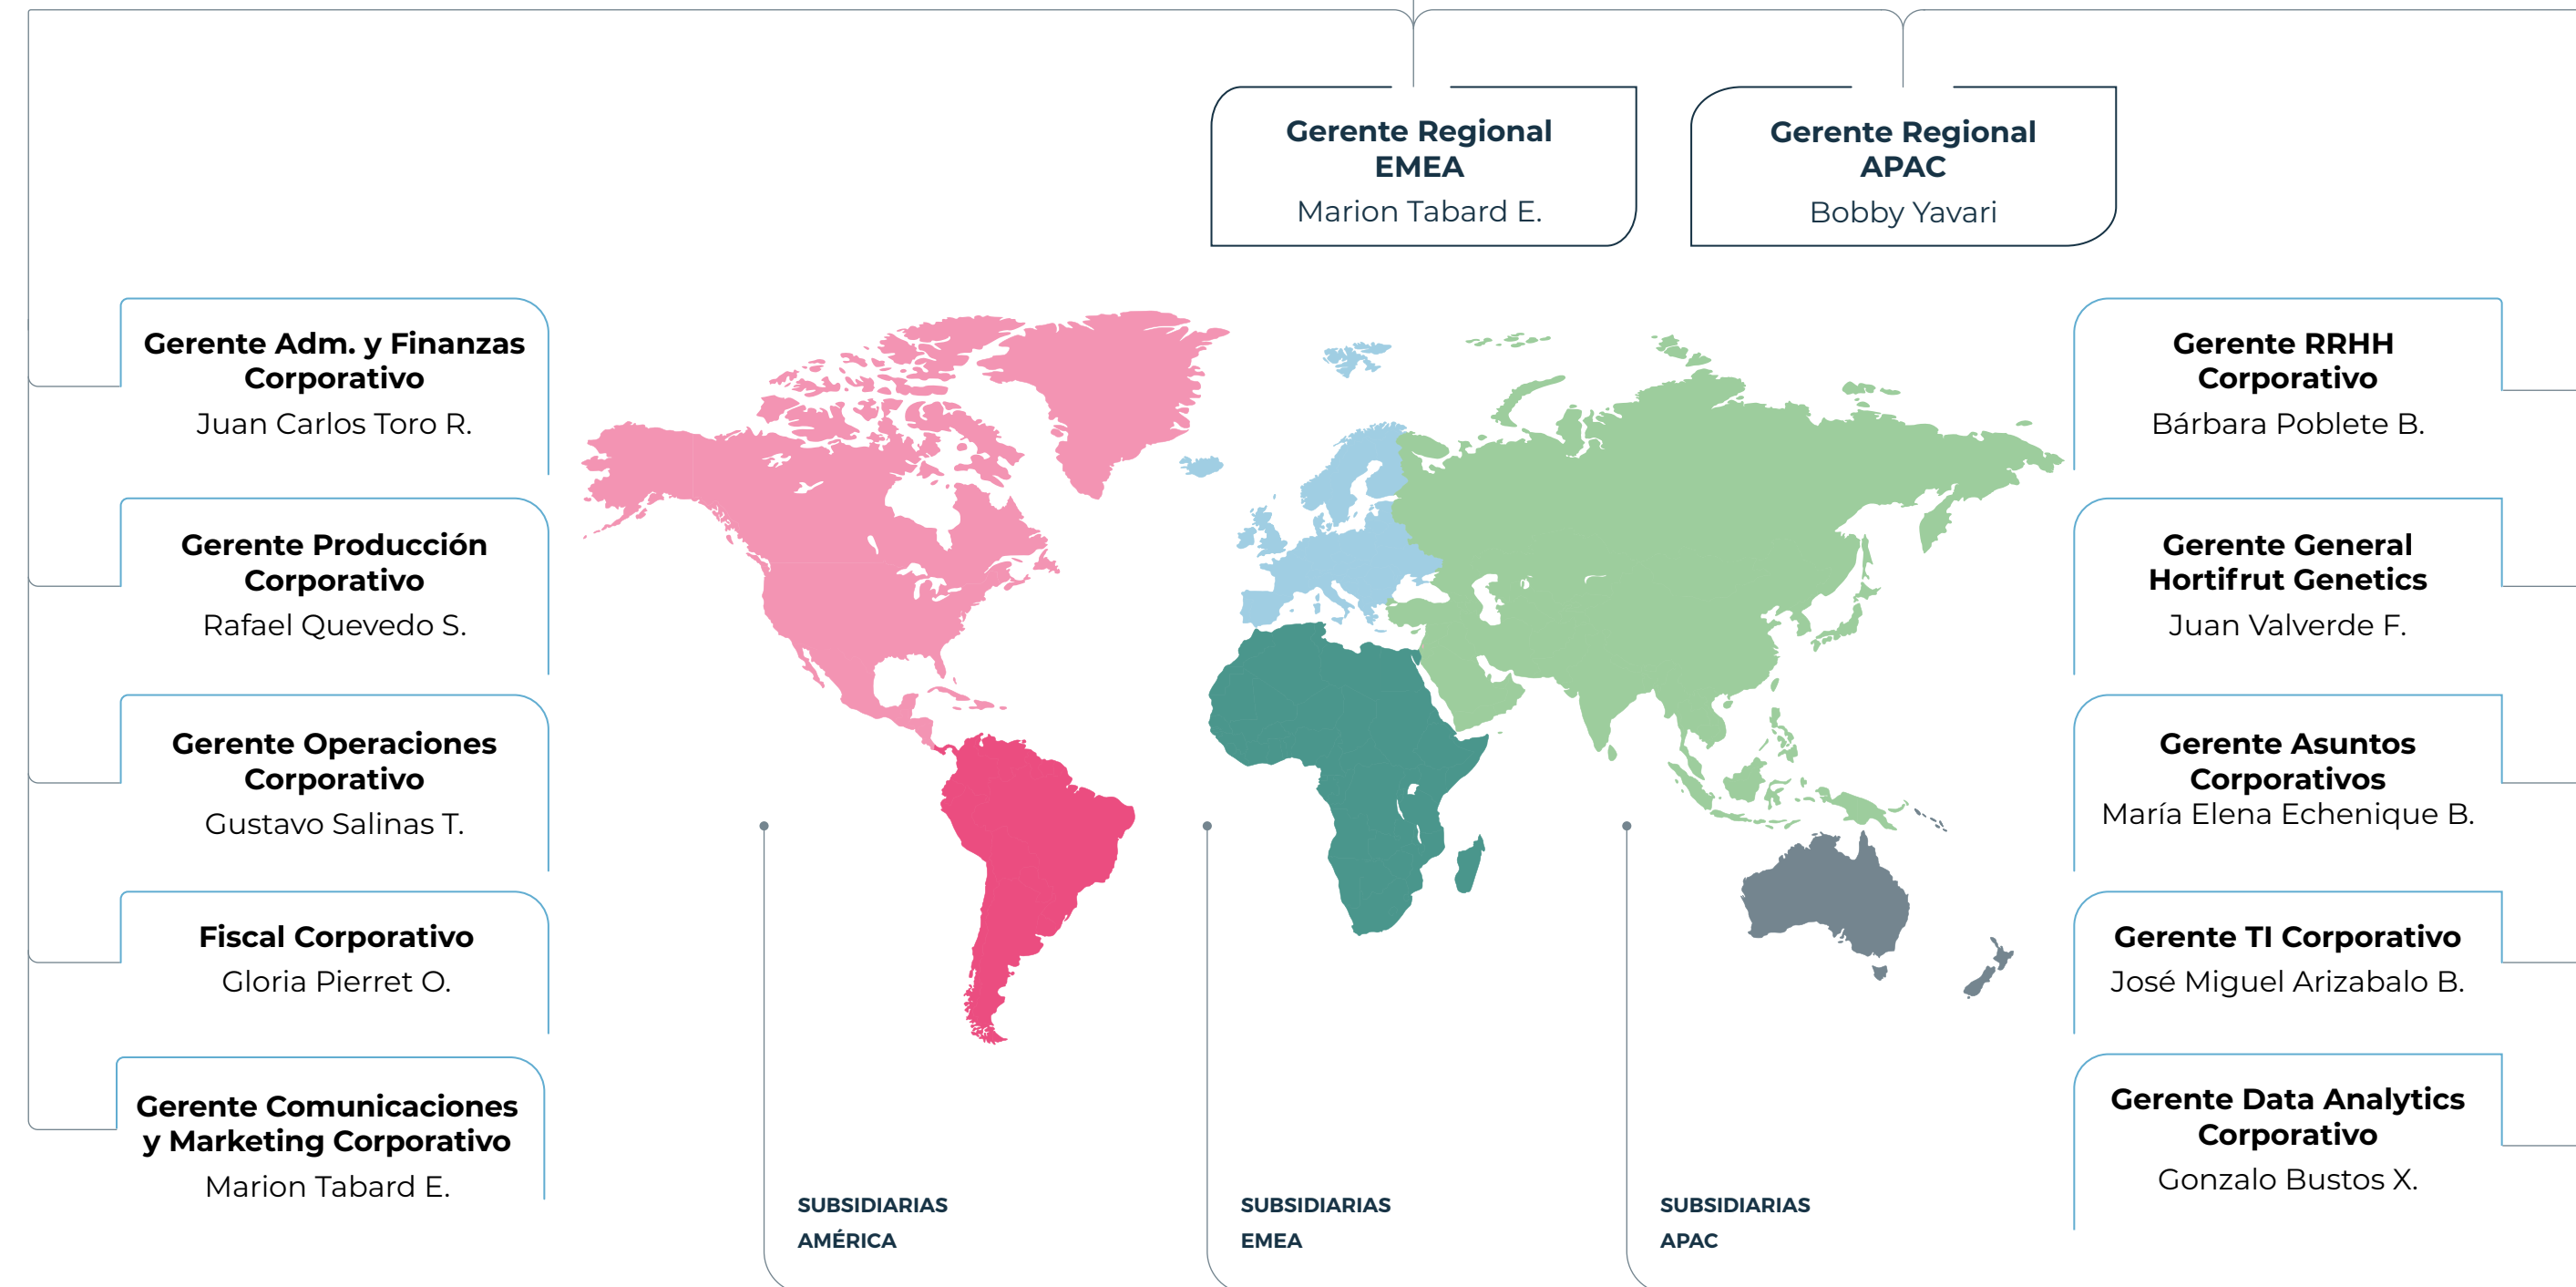 Gerente Regional
EMEA
Marion Tabard E.
Gerente Regional
APAC
Bobby Yavari
Gerente Adm. y Finanzas
Corporativo
Juan Carlos Toro R.
Gerente Producción
Corporativo
Rafael Quevedo S.
Gerente Operaciones
Corporativo
Gustavo Salinas T.
Fiscal Corporativo
Gloria Pierret O.
Gerente Comunicaciones
y Marketing Corporativo
Marion Tabard E.
Gerente RRHH
Corporativo
Bárbara Poblete B.
Gerente General
Hortifrut Genetics
Juan Valverde F.
Gerente Asuntos
Corporativos
María Elena Echenique B.
Gerente TI Corporativo
José Miguel Arizabalo B.
Gerente Data Analytics
Corporativo
Gonzalo Bustos X.
SUBSIDIARIAS
AMÉRICA
SUBSIDIARIAS
EMEA
SUBSIDIARIAS
APAC